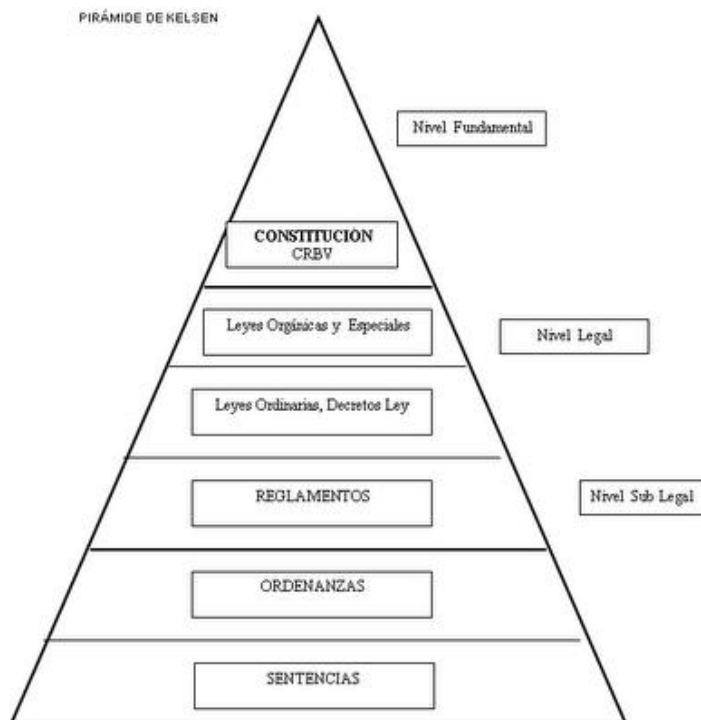 PIRÁMIDE DE KELSEN
Nivel Fundamental
CONSTITUCIÓN
CRBV
Leyes Orgánicas y Especiales
Nivel Legal
Leyes Ordinarias, Decretos Ley
REGLAMENTOS
Nivel Sub Legal
ORDENANZAS
SENTENCIAS